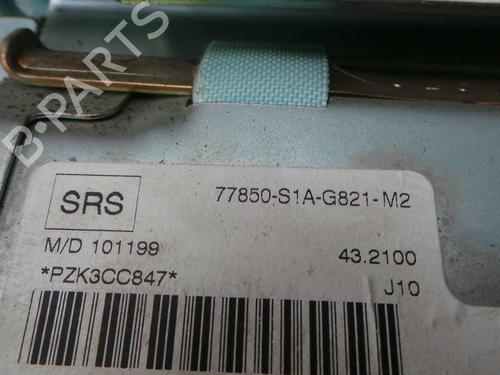 B-PARTS
SRS
77850-S1A-G821-M2
M/D 101199
43.2100
*PZK3CC847*
J10